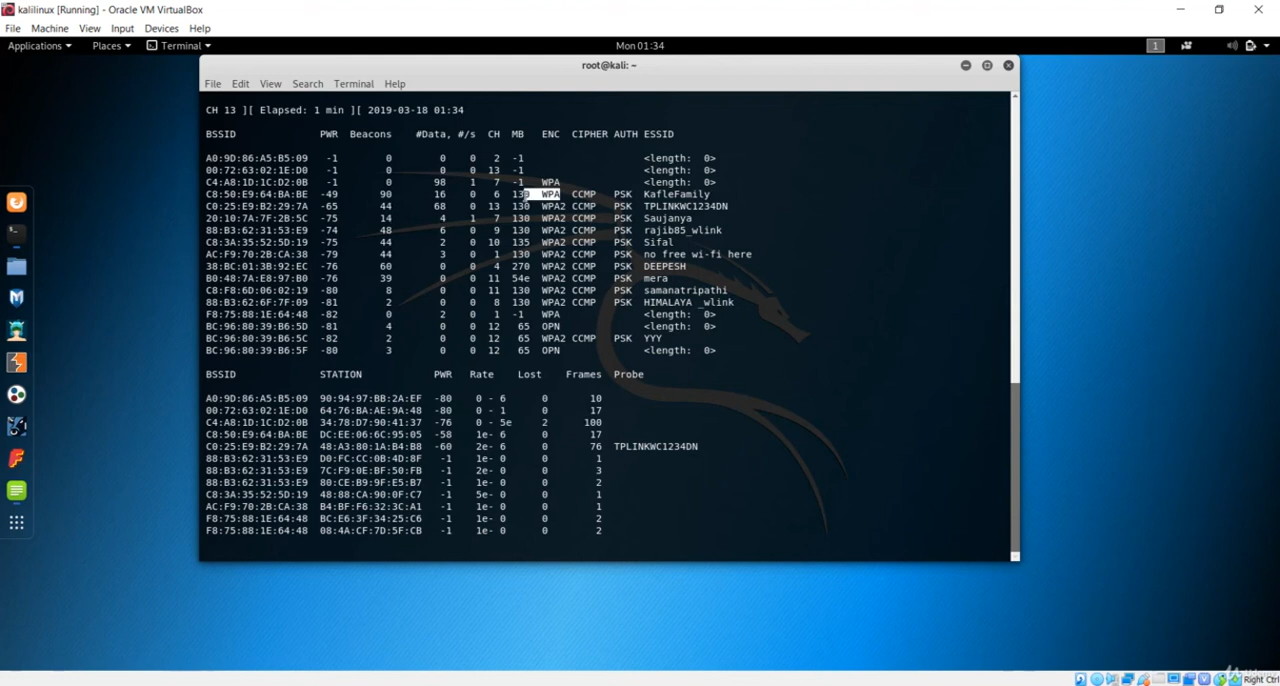 kalilinux [Running] - Oracle VM VirtualBox
File Machine View Input Devices Help
Applications Places Terminal Mon 01:34 1
root@kali: ~
File Edit View Search Terminal Help
CH 13 ][ Elapsed: 1 min ][ 2019-03-18 01:34
BSSID PWR Beacons #Data, #/s CH MB ENC CIPHER AUTH ESSID
A0:9D:86:A5:B5:09 -1 0 0 0 2 -1 <length: 0>
00:72:63:02:1E:D0 -1 0 0 0 13 -1 <length: 0>
C4:A8:1D:1C:D2:0B -1 0 98 1 7 -1 WPA <length: 0>
C8:50:E9:64:BA:BE -49 90 16 0 6 130 WPA CCMP PSK KafleFamily
C0:25:E9:B2:29:7A -65 44 68 0 13 130 WPA2 CCMP PSK TPLINKWC1234DN
20:10:7A:7F:2B:5C -75 14 4 1 7 130 WPA2 CCMP PSK Saujanya
88:B3:62:31:53:E9 -74 48 6 0 9 130 WPA2 CCMP PSK rajib85_wlink
C8:3A:35:52:5D:19 -75 44 2 0 10 135 WPA2 CCMP PSK Sifal
AC:F9:70:2B:CA:38 -79 44 3 0 1 130 WPA2 CCMP PSK no free wi-fi here
38:BC:01:3B:92:EC -76 60 0 0 4 270 WPA2 CCMP PSK DEEPESH
B0:48:7A:E8:97:B0 -76 39 0 0 11 54e WPA2 CCMP PSK mera
C8:F8:6D:06:02:19 -80 8 0 0 11 130 WPA2 CCMP PSK samanatripathi
88:B3:62:6F:7F:09 -81 2 0 0 8 130 WPA2 CCMP PSK HIMALAYA _wlink
F8:75:88:1E:64:48 -82 0 2 0 1 -1 WPA <length: 0>
BC:96:80:39:B6:5D -81 4 0 0 12 65 OPN <length: 0>
BC:96:80:39:B6:5C -82 2 0 0 12 65 WPA2 CCMP PSK YYY
BC:96:80:39:B6:5F -80 3 0 0 12 65 OPN <length: 0>
BSSID STATION PWR Rate Lost Frames Probe
A0:9D:86:A5:B5:09 90:94:97:BB:2A:EF -80 0 - 6 0 10
00:72:63:02:1E:D0 64:76:BA:AE:9A:48 -80 0 - 1 0 17
C4:A8:1D:1C:D2:0B 34:78:D7:90:41:37 -76 0 - 5e 2 100
C8:50:E9:64:BA:BE DC:EE:06:6C:95:05 -58 1e- 6 0 17
C0:25:E9:B2:29:7A 48:A3:80:1A:B4:B8 -60 2e- 6 0 76 TPLINKWC1234DN
88:B3:62:31:53:E9 D0:FC:CC:0B:4D:8F -1 1e- 0 0 1
88:B3:62:31:53:E9 7C:F9:0E:BF:50:FB -1 2e- 0 0 3
88:B3:62:31:53:E9 80:CE:B9:9F:E5:B7 -1 1e- 0 0 2
C8:3A:35:52:5D:19 48:88:CA:90:0F:C7 -1 5e- 0 0 1
AC:F9:70:2B:CA:38 B4:BF:F6:32:3C:A1 -1 1e- 0 0 1
F8:75:88:1E:64:48 BC:E6:3F:34:25:C6 -1 1e- 0 0 2
F8:75:88:1E:64:48 08:4A:CF:7D:5F:CB -1 1e- 0 0 2
Right Ctrl